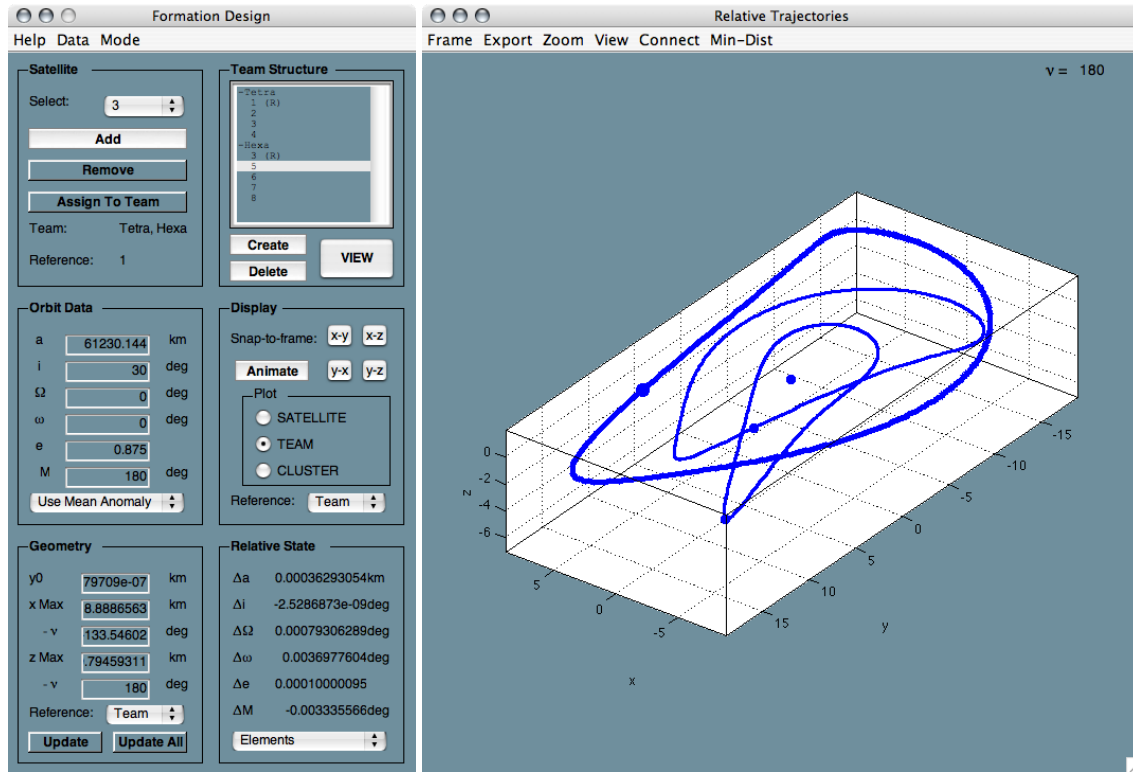 Formation Design
Help Data Mode
Satellite
Select: 3
Add
Remove
Assign To Team
Team: Tetra, Hexa
Reference: 1
Team Structure
-Tetra
1 (R)
2
3
4
-Hexa
3 (R)
5
6
7
8
Create
Delete
VIEW
Orbit Data
a 61230.144 km
i 30 deg
Ω 0 deg
ω 0 deg
e 0.875
M 180 deg
Use Mean Anomaly
Display
Snap-to-frame: x-y x-z
Animate y-x y-z
Plot
SATELLITE
TEAM
CLUSTER
Reference: Team
Geometry
y0 79709e-07 km
x Max 8.8886563 km
- ν 133.54602 deg
z Max .79459311 km
- ν 180 deg
Reference: Team
Update Update All
Relative State
Δa 0.00036293054km
Δi -2.5286873e-09deg
ΔΩ 0.00079306289deg
Δω 0.0036977604deg
Δe 0.00010000095
ΔM -0.003335566deg
Elements
Relative Trajectories
Frame Export Zoom View Connect Min-Dist
ν = 180
0
-2
-4
-6
z
5
0
-5
x
15
10
5
0
-5
-10
-15
y